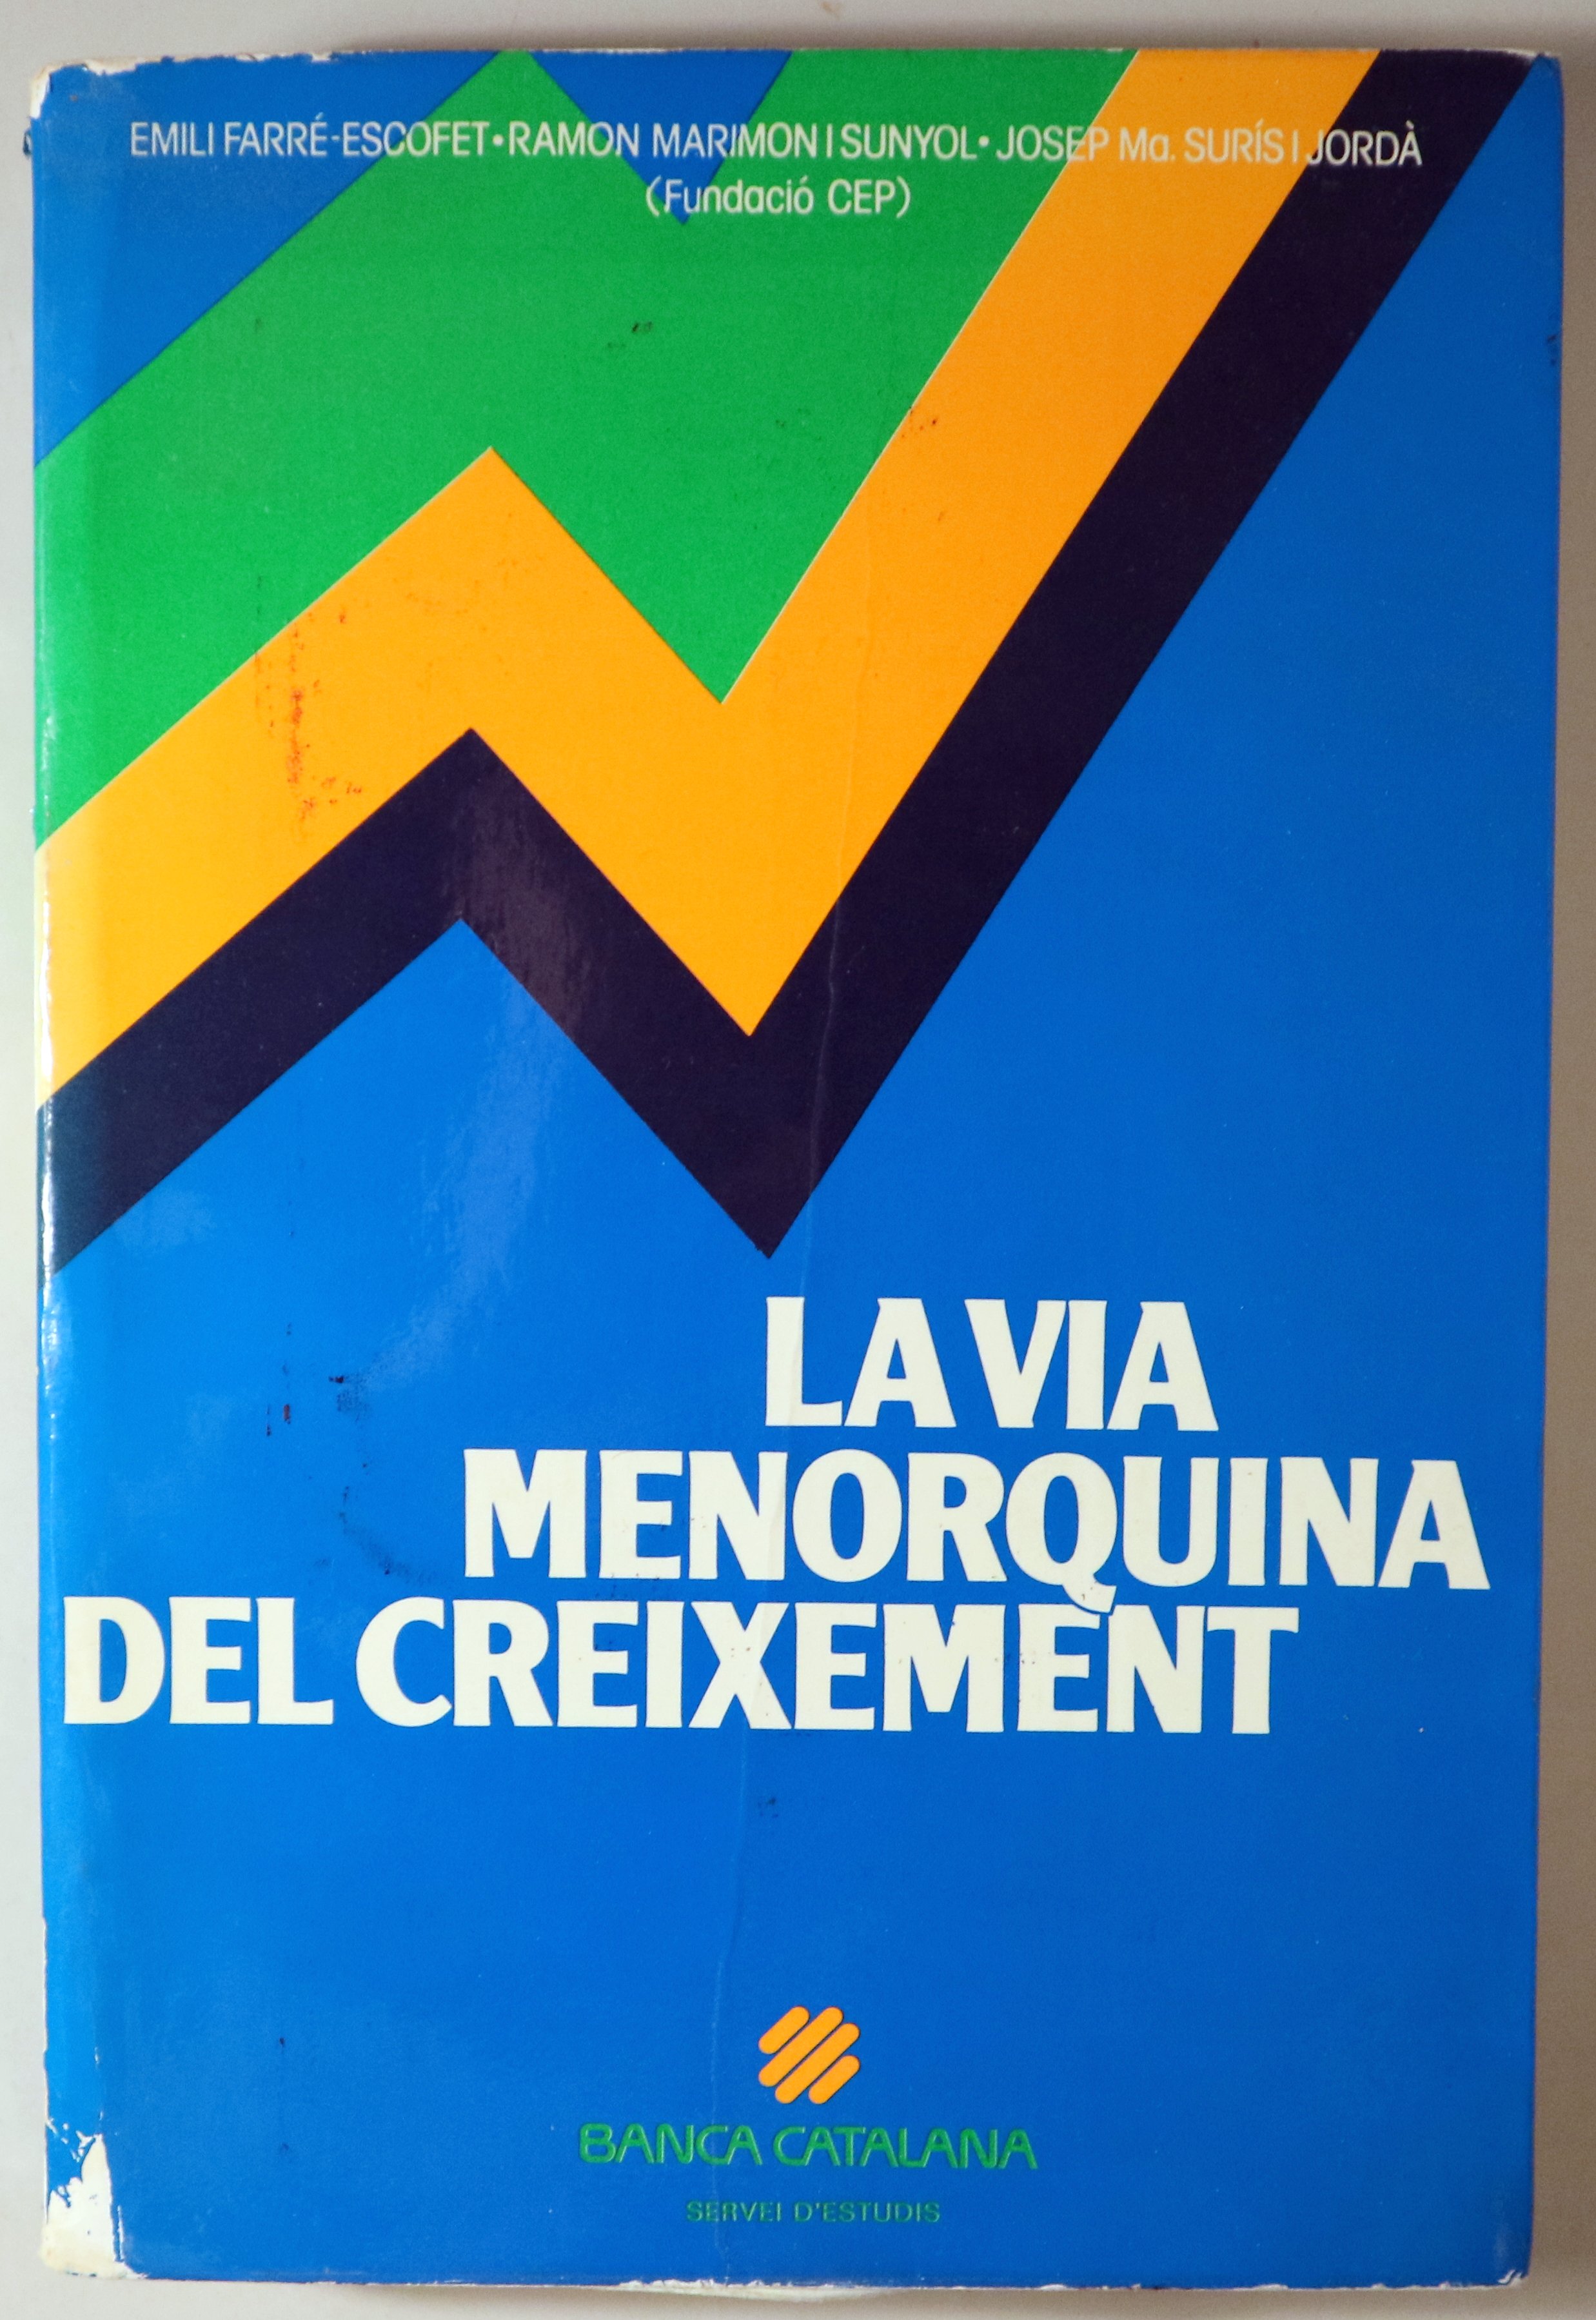 EMILI FARRÉ-ESCOFET • RAMON MARIMON I SUNYOL • JOSEP Ma. SURÍS I JORDÀ
(Fundació CEP)
LA VIA
MENORQUINA
DEL CREIXEMENT
BANCA CATALANA
SERVEI D'ESTUDIS